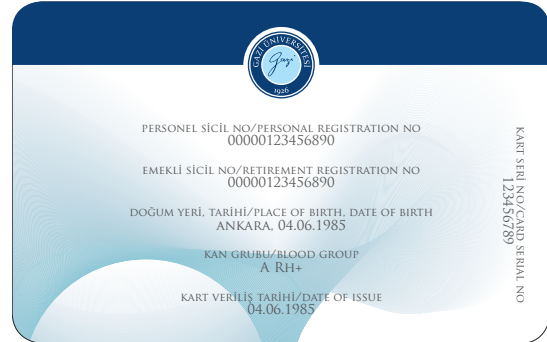 GAZİ ÜNİVERSİTESİ
Gazi
1926
PERSONEL SİCİL NO/PERSONAL REGISTRATION NO
00000123456890
EMEKLİ SİCİL NO/RETIREMENT REGISTRATION NO
00000123456890
DOĞUM YERİ, TARİHİ/PLACE OF BIRTH, DATE OF BIRTH
ANKARA, 04.06.1985
KAN GRUBU/BLOOD GROUP
A RH+
KART VERİLİŞ TARİHİ/DATE OF ISSUE
04.06.1985
KART SERİ NO/CARD SERIAL NO
123456789